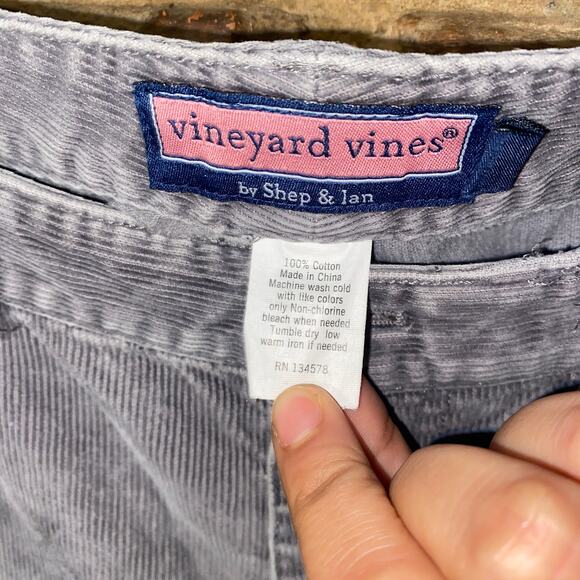 vineyard vines®
by Shep & Ian
100% Cotton
Made in China
Machine wash cold
with like colors
only Non-chlorine
bleach when needed
Tumble dry low
warm iron if needed
RN 134578